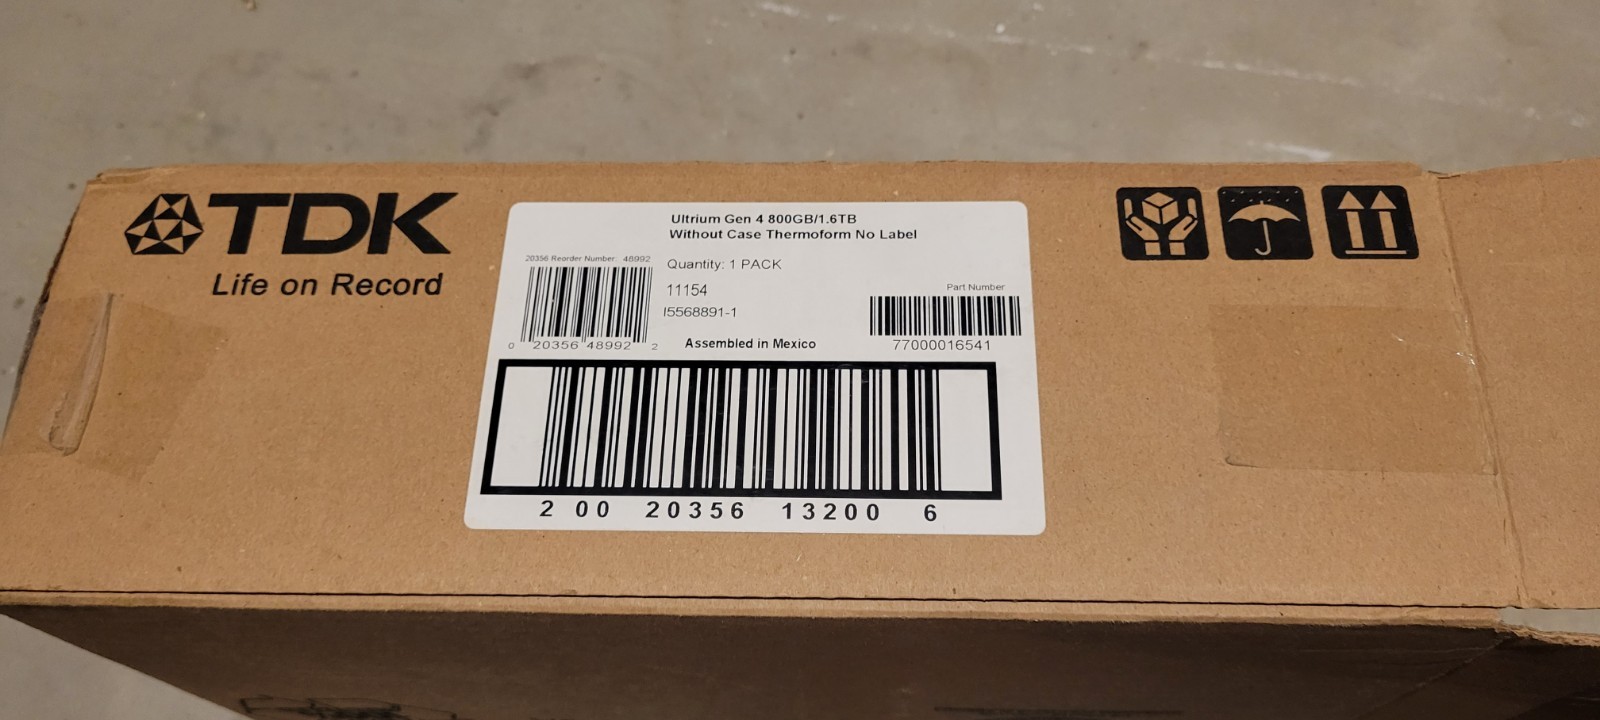 TDK
Life on Record
Ultrium Gen 4 800GB/1.6TB
Without Case Thermoform No Label
20356 Reorder Number: 48992
Quantity: 1 PACK
11154
I5568891-1
Part Number
0 20356 48992 2
Assembled in Mexico
77000016541
2 00 20356 13200 6